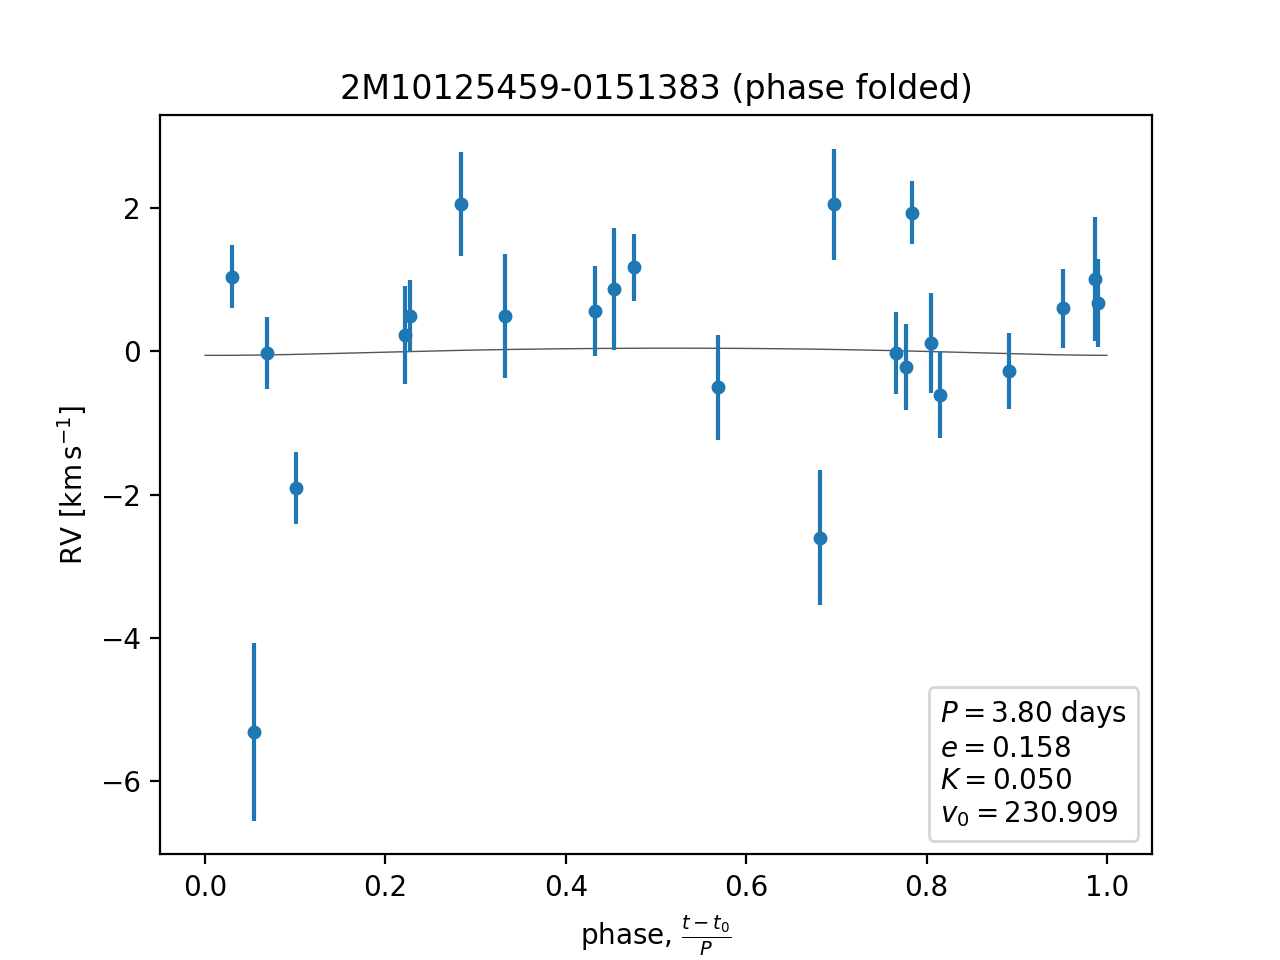 2M10125459-0151383 (phase folded)
RV [km s⁻¹]
2
0
−2
−4
−6
P = 3.80 days
e = 0.158
K = 0.050
v₀ = 230.909
0.0 0.2 0.4 0.6 0.8 1.0
phase, (t − t₀)/P